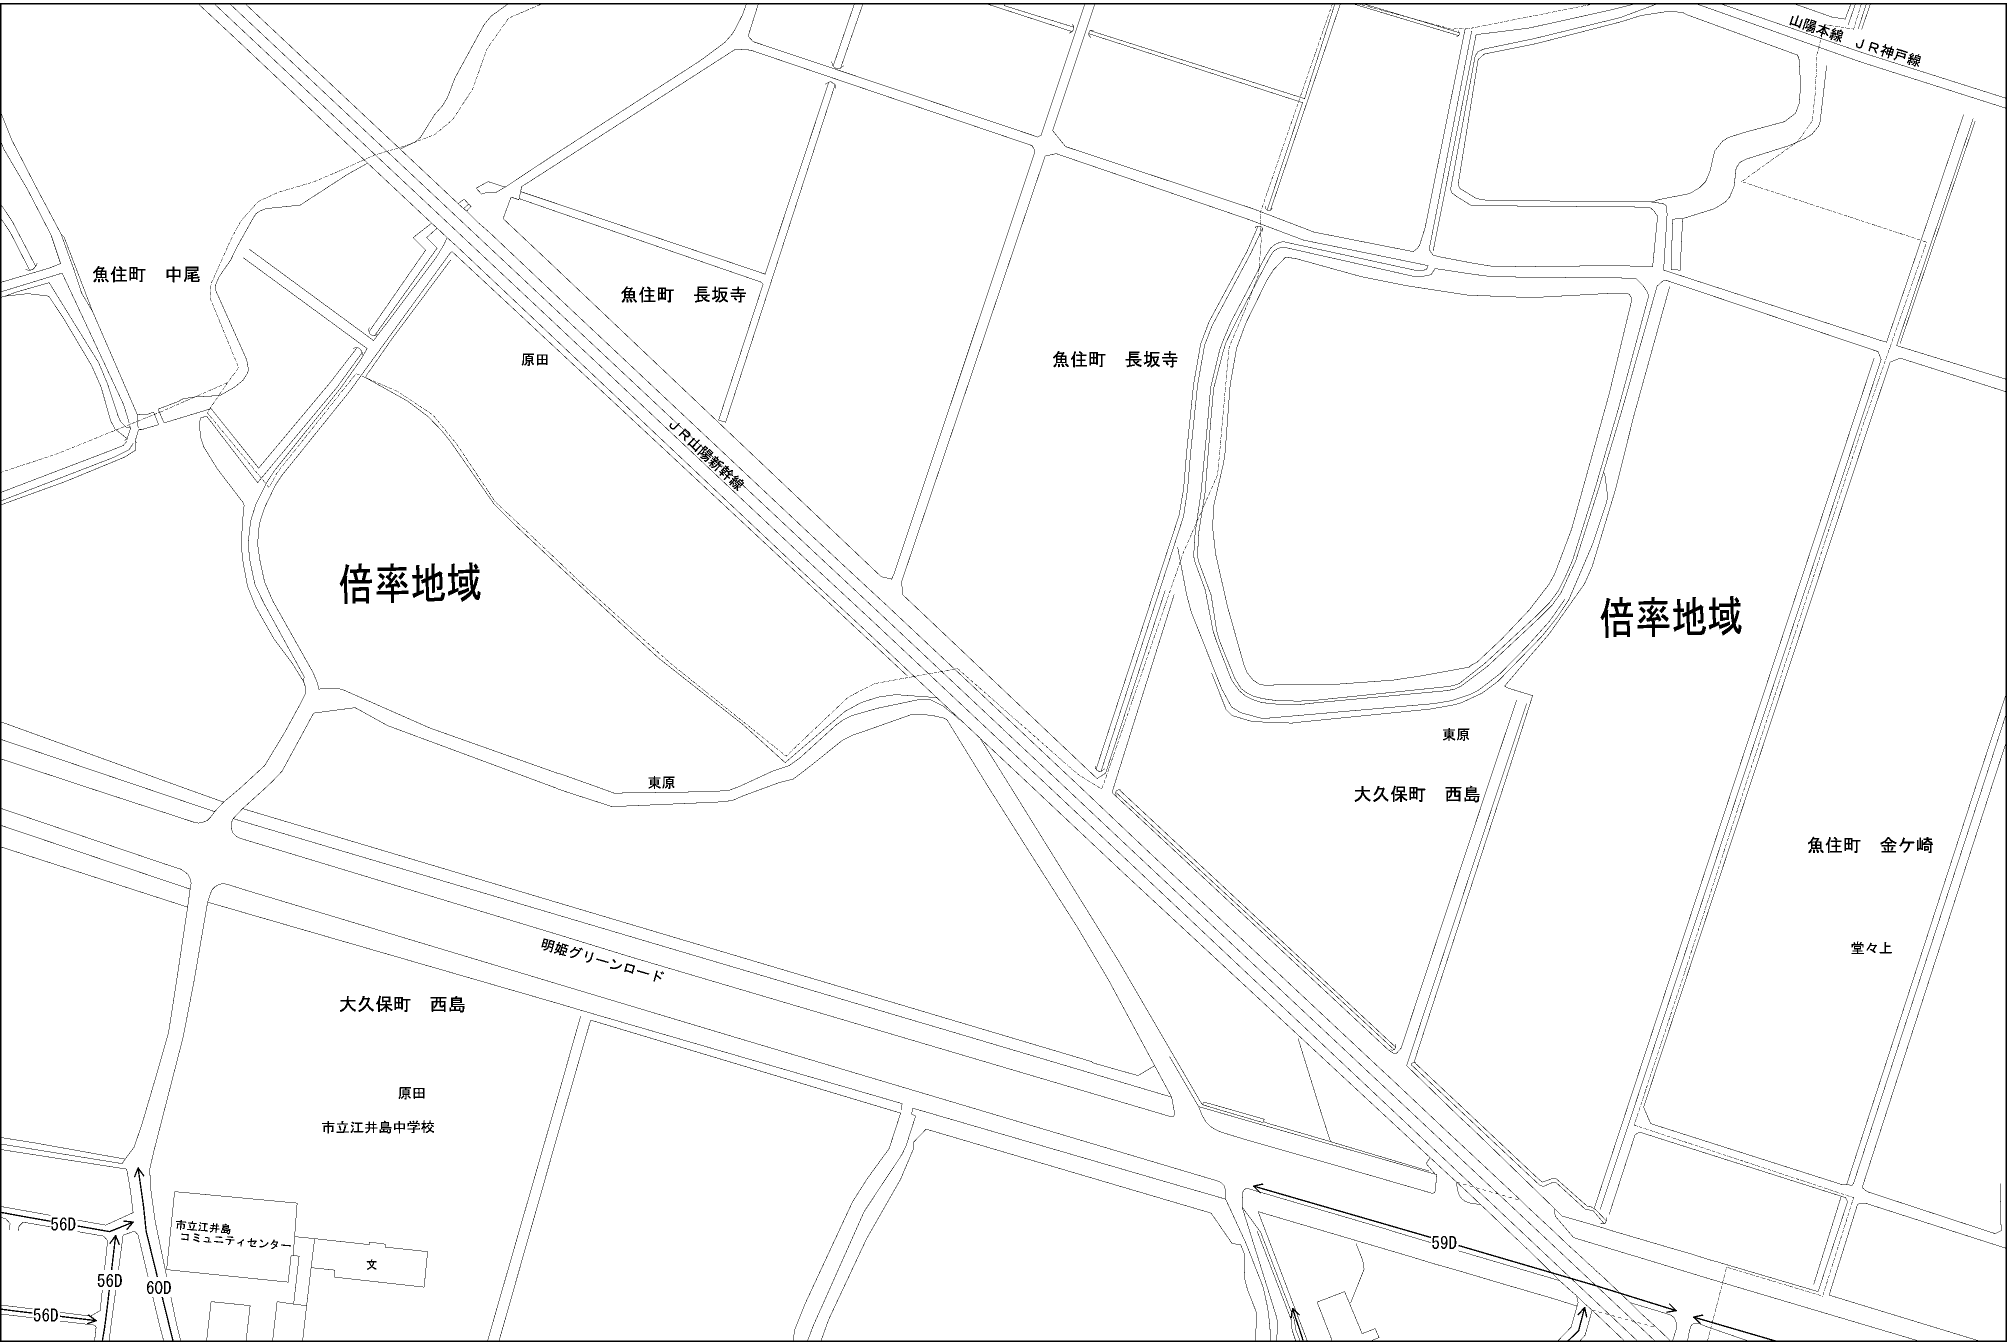 山陽本線　ＪＲ神戸線
魚住町　中尾
魚住町　長坂寺
原田
魚住町　長坂寺
ＪＲ山陽新幹線
倍率地域
倍率地域
東原
東原
大久保町　西島
魚住町　金ケ崎
堂々上
明姫グリーンロード
大久保町　西島
原田
市立江井島中学校
市立江井島
コミュニティセンター
文
56D
56D
60D
56D
59D